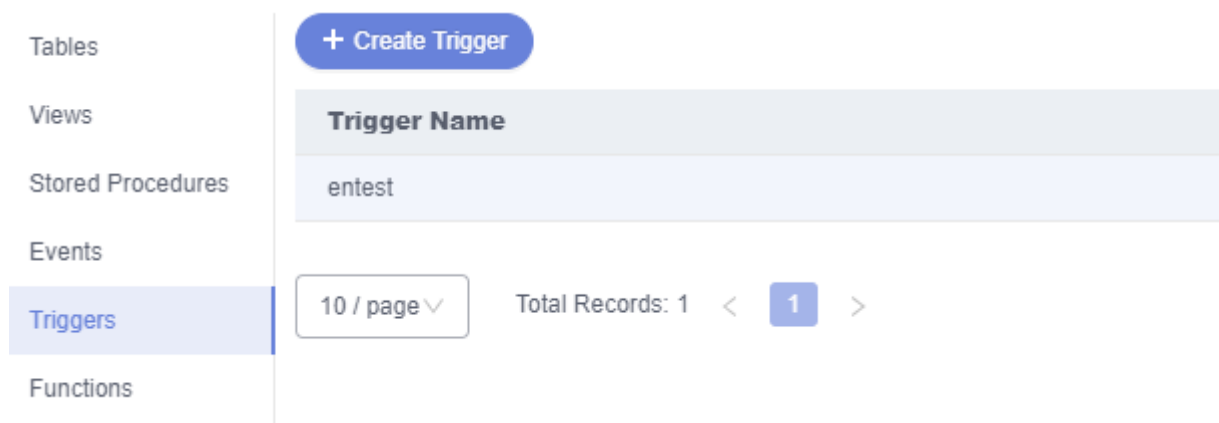 Tables
Views
Stored Procedures
Events
Triggers
Functions
+ Create Trigger
Trigger Name
entest
10 / page
Total Records: 1 < 1 >